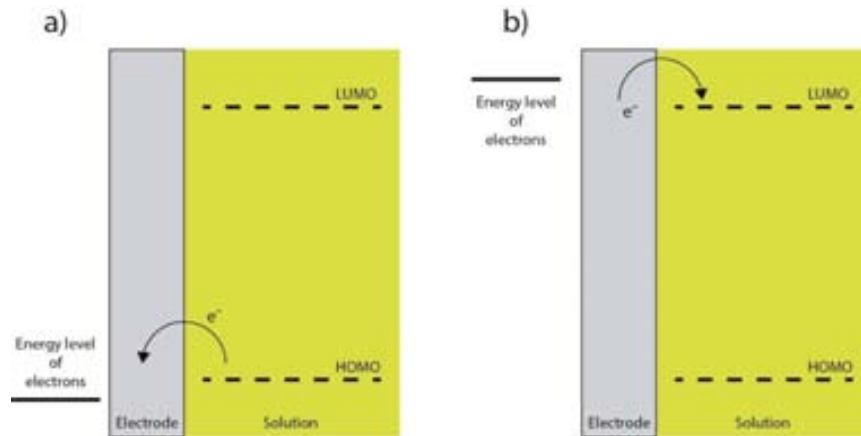 a)
LUMO
e⁻
Energy level
of
electrons
HOMO
Electrode
Solution
b)
Energy level
of
electrons
LUMO
e⁻
HOMO
Electrode
Solution